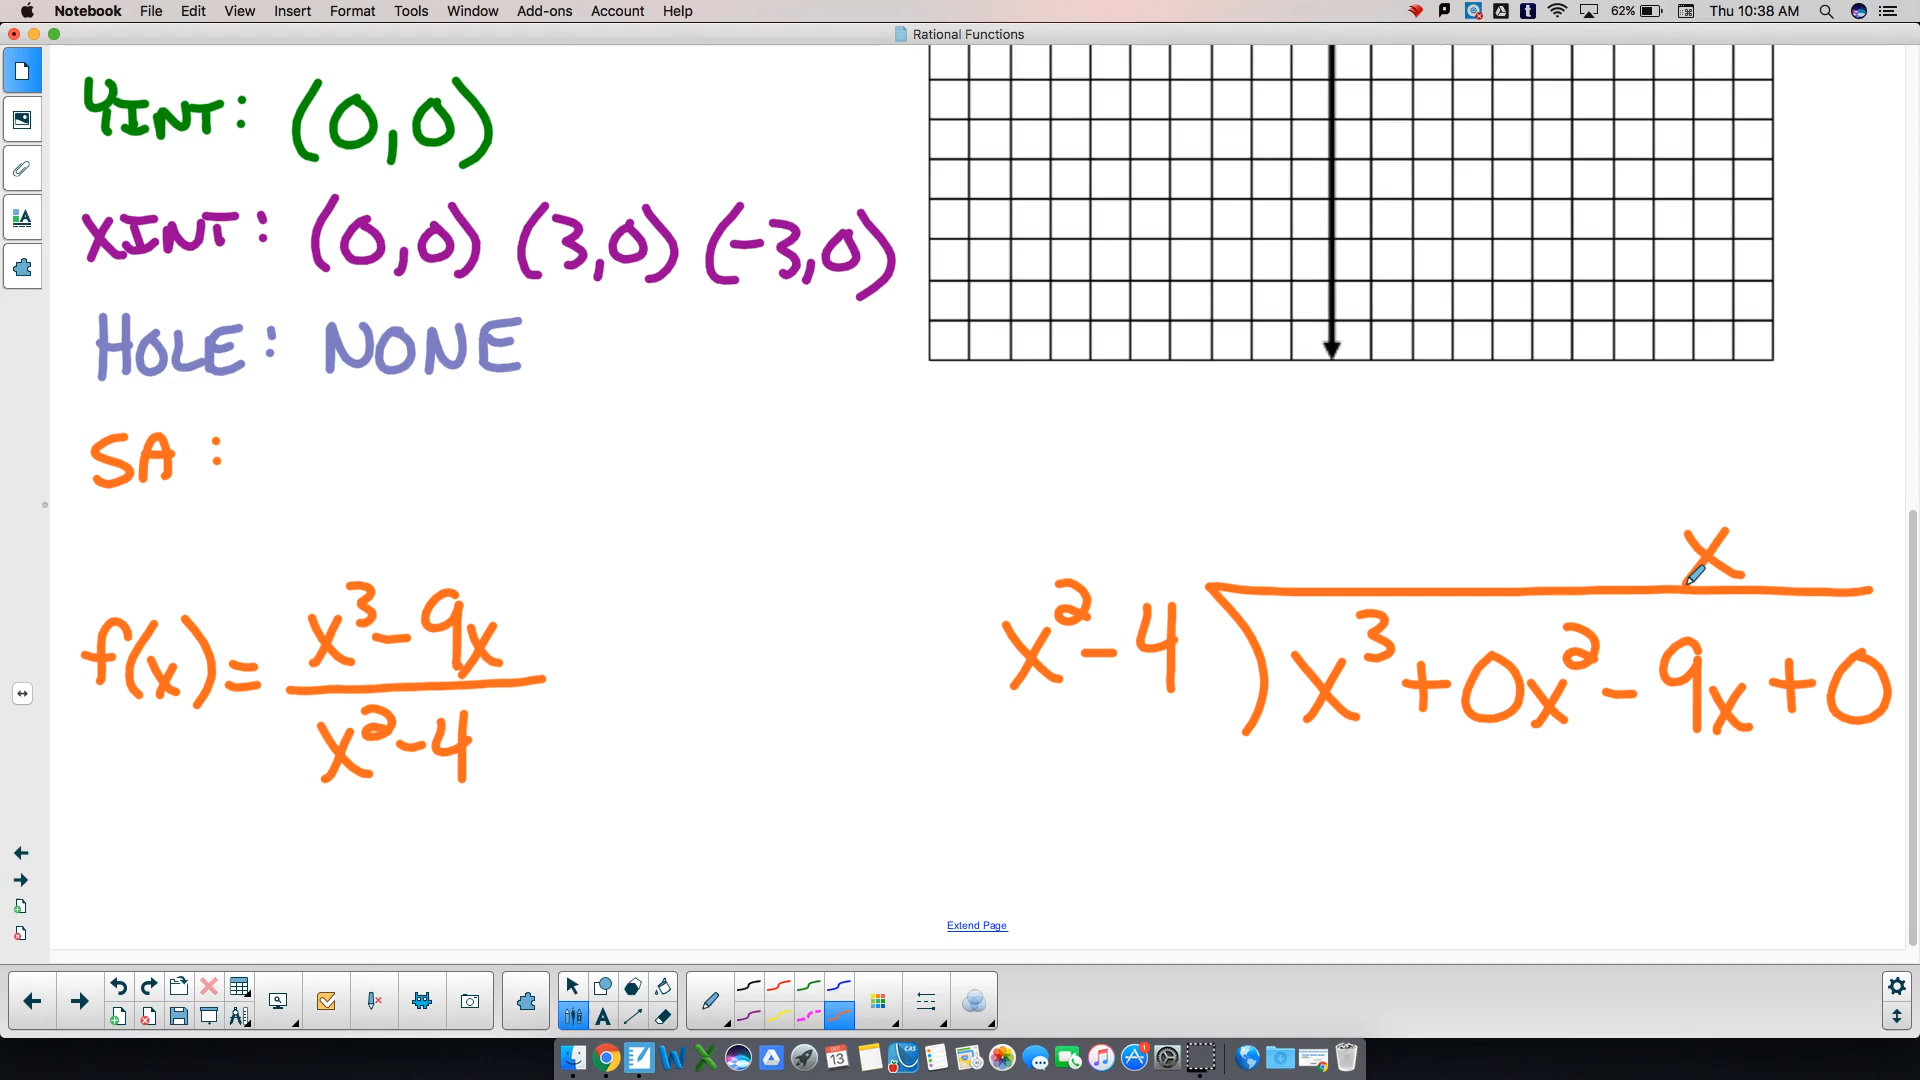 Notebook File Edit View Insert Format Tools Window Add-ons Account Help 62% Thu 10:38 AM
Rational Functions
YINT: (0,0)
XINT: (0,0) (3,0) (-3,0)
HOLE: NONE
SA :
x
f(x) = x³-9x / x²-4
x²-4 ) x³+0x²-9x+0
Extend Page